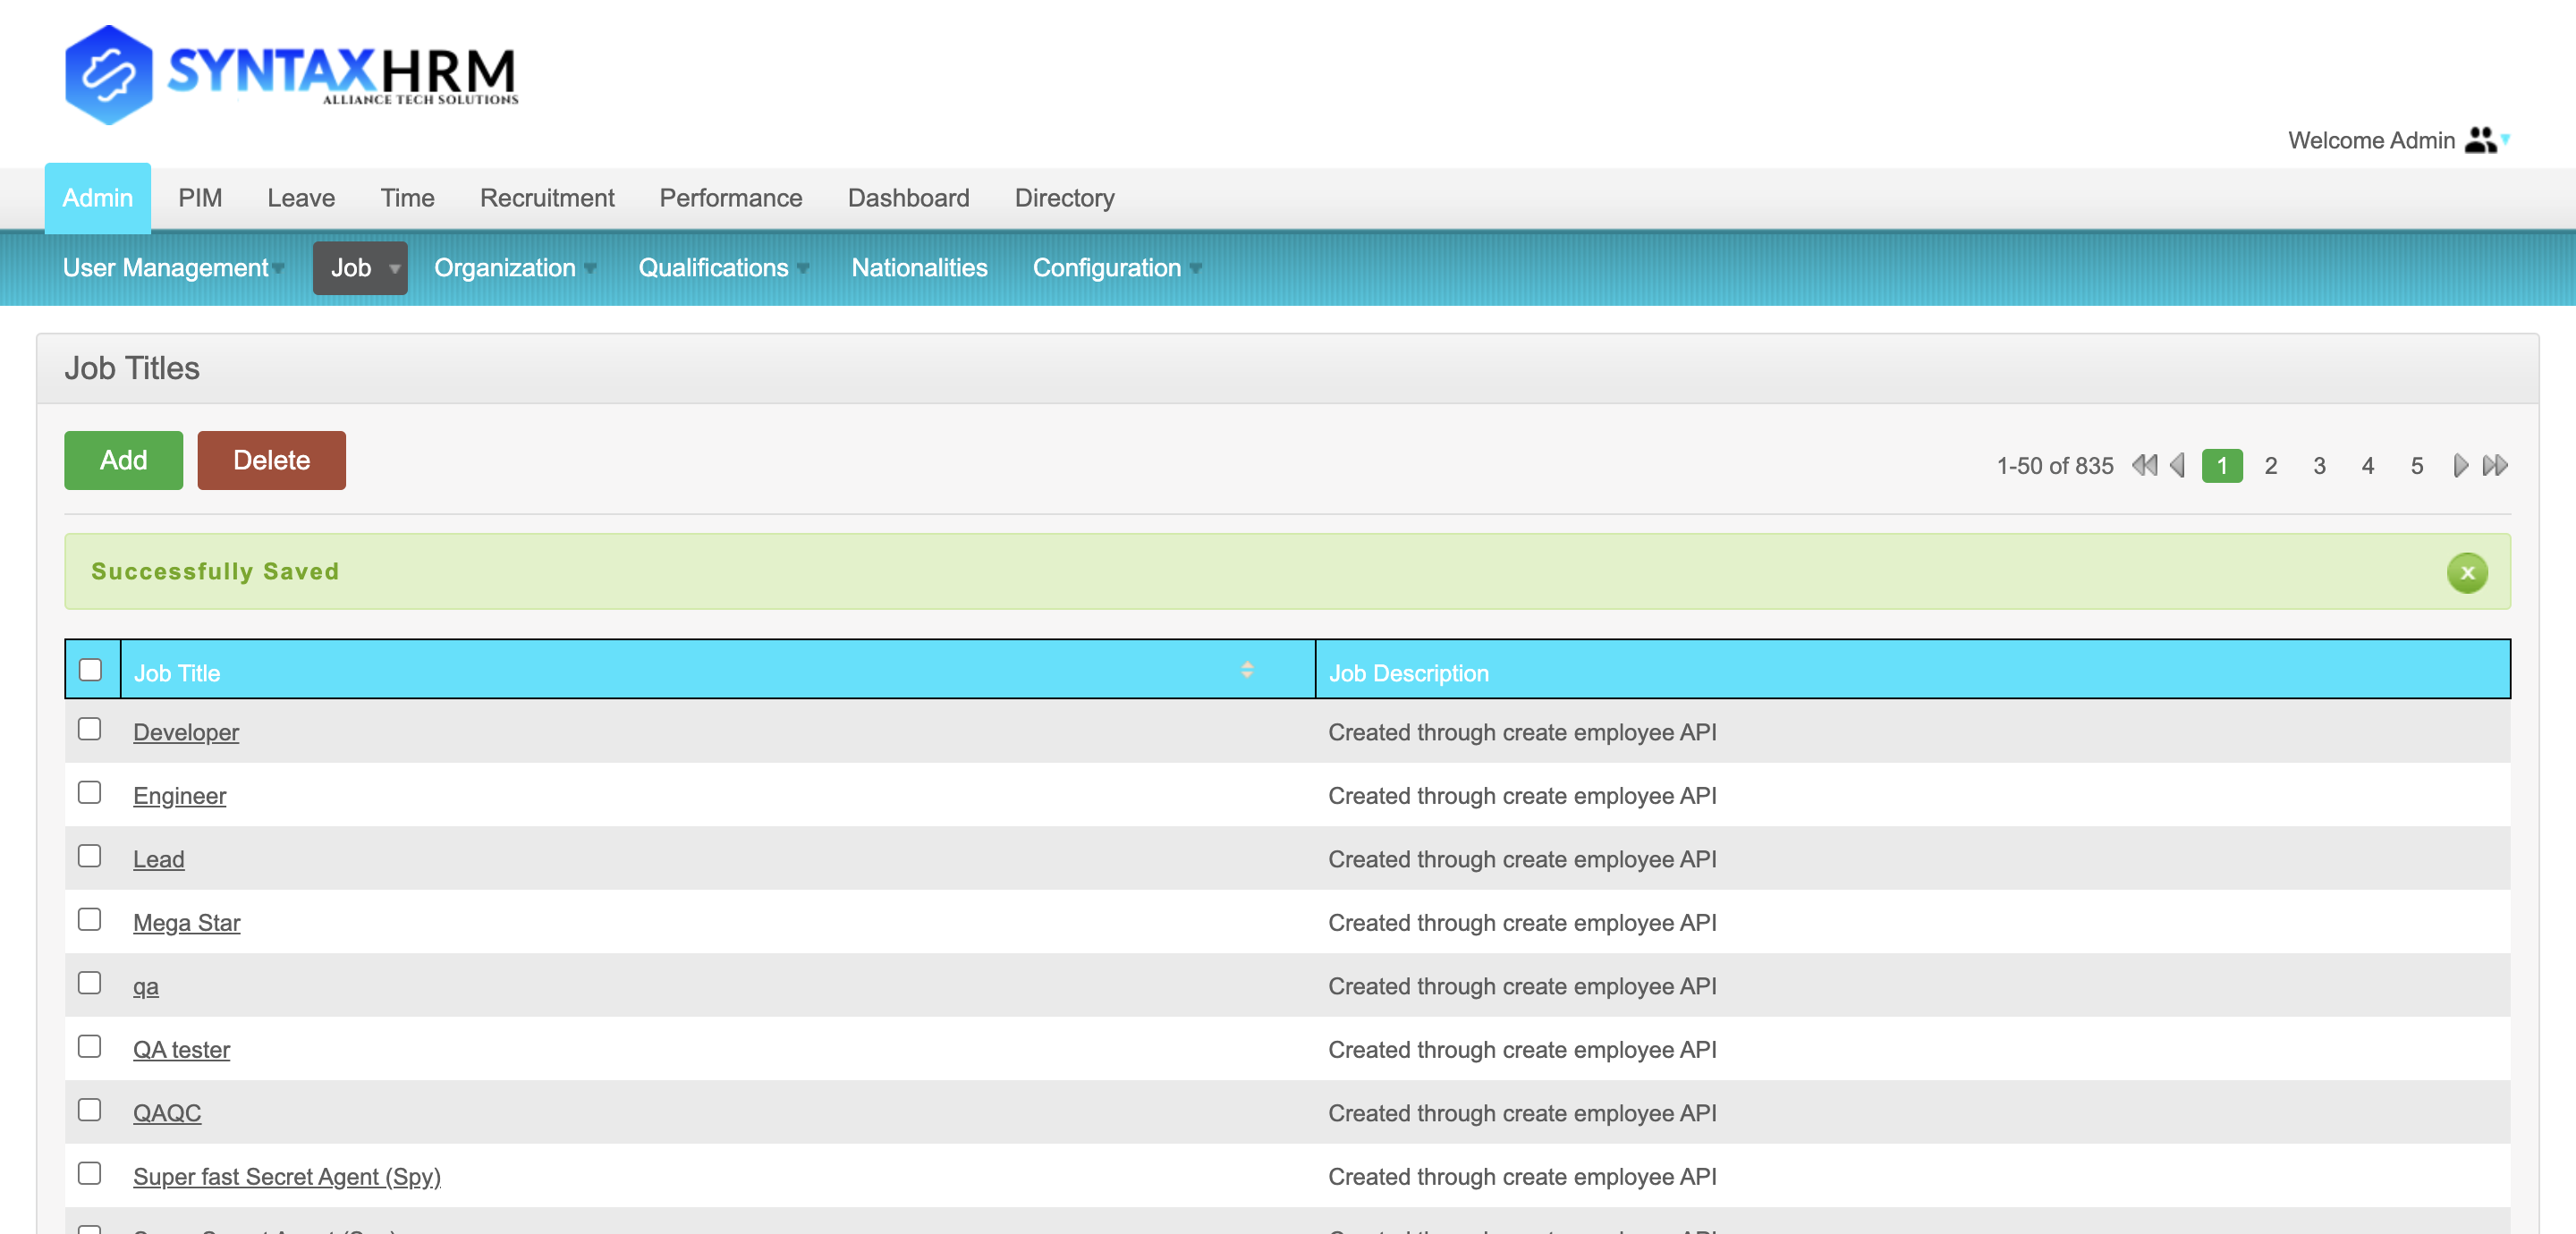 SYNTAXHRM
ALLIANCE TECH SOLUTIONS
Welcome Admin
Admin PIM Leave Time Recruitment Performance Dashboard Directory
User Management Job Organization Qualifications Nationalities Configuration
Job Titles
Add Delete 1-50 of 835 1 2 3 4 5
Successfully Saved x
Job Title Job Description
Developer Created through create employee API
Engineer Created through create employee API
Lead Created through create employee API
Mega Star Created through create employee API
qa Created through create employee API
QA tester Created through create employee API
QAQC Created through create employee API
Super fast Secret Agent (Spy) Created through create employee API